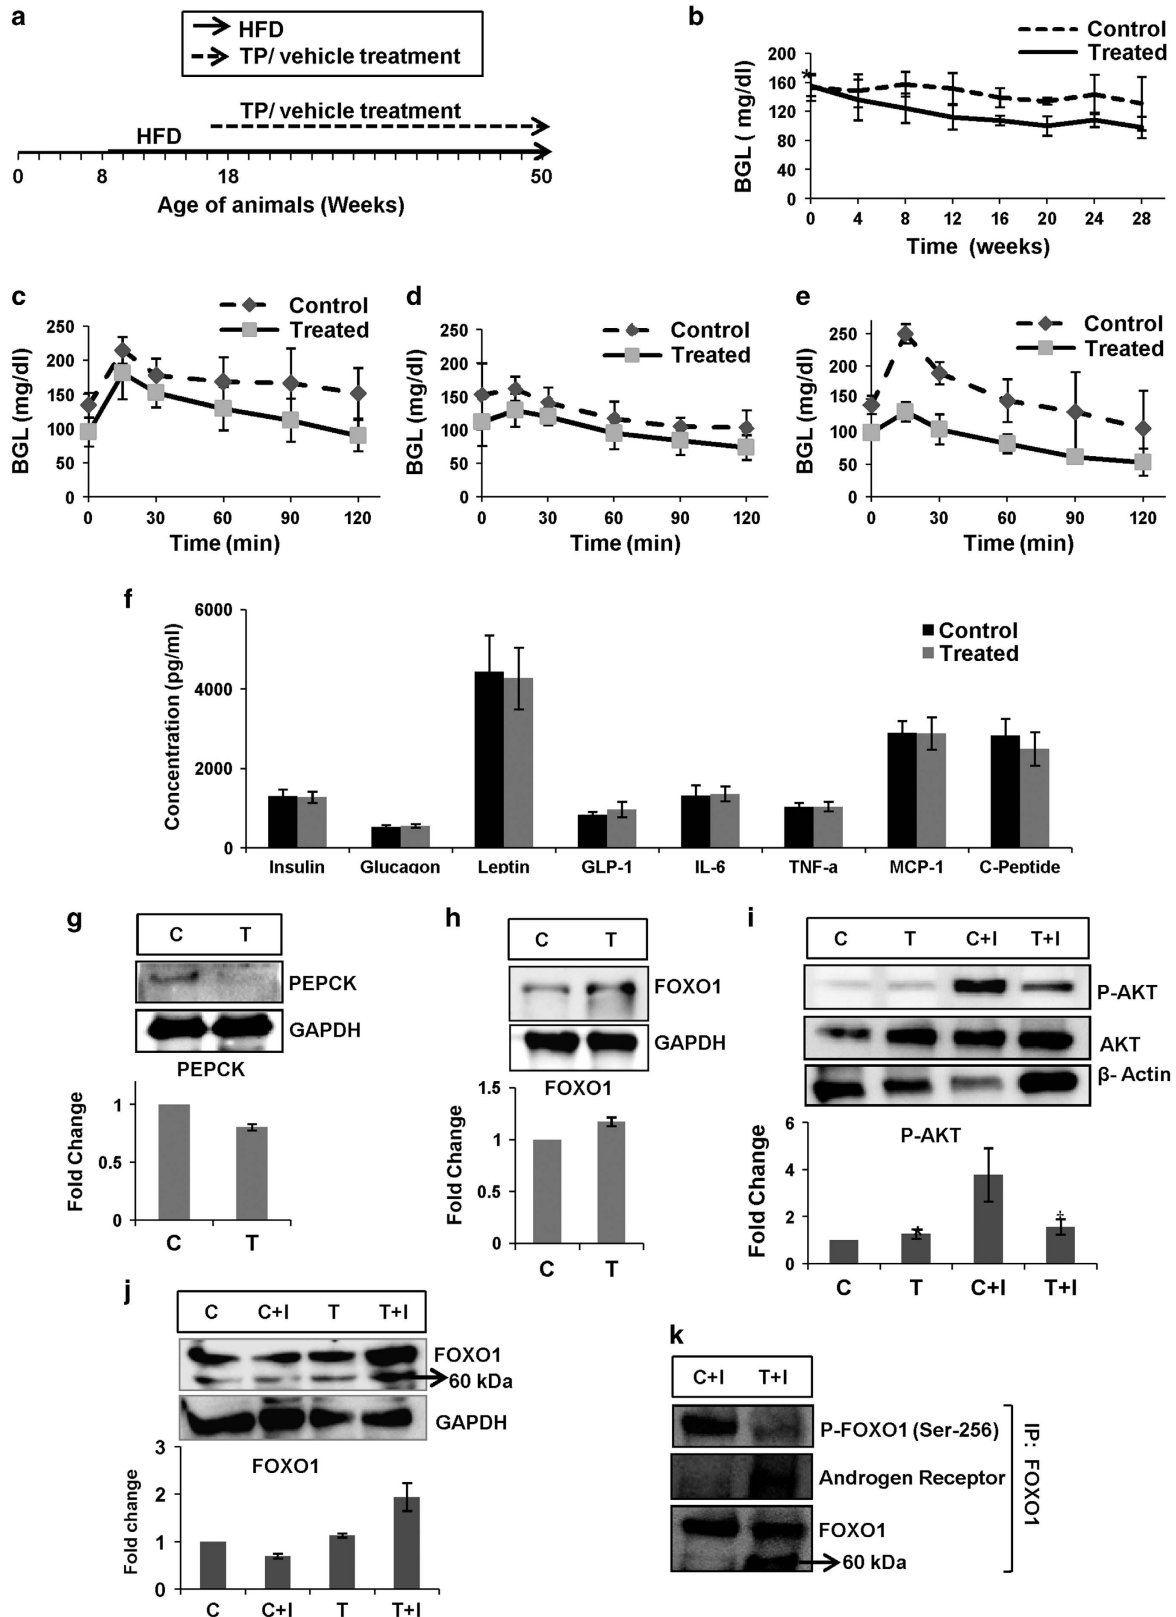 a
HFD
TP/ vehicle treatment
TP/ vehicle treatment
HFD
0 8 18 50
Age of animals (Weeks)
b
Control
Treated
200
160
120
80
40
0
*
BGL ( mg/dl)
0 4 8 12 16 20 24 28
Time (weeks)
c
Control
Treated
250
200
150
100
50
0
BGL (mg/dl)
0 30 60 90 120
Time (min)
d
Control
Treated
250
200
150
100
50
0
BGL (mg/dl)
0 30 60 90 120
Time (min)
e
Control
Treated
250
200
150
100
50
0
BGL (mg/dl)
0 30 60 90 120
Time (min)
f
Control
Treated
6000
4000
2000
0
Concentration (pg/ml)
Insulin Glucagon Leptin GLP-1 IL-6 TNF-a MCP-1 C-Peptide
g
C T
PEPCK
GAPDH
PEPCK
1
0.5
0
Fold Change
C T
h
C T
FOXO1
GAPDH
FOXO1
1.5
1
0.5
0
Fold Change
C T
i
C T C+I T+I
P-AKT
AKT
β- Actin
P-AKT
6
4
2
0
‡
Fold Change
C T C+I T+I
j
C C+I T T+I
FOXO1
60 kDa
GAPDH
FOXO1
3
2
1
0
Fold change
C C+I T T+I
k
C+I T+I
P-FOXO1 (Ser-256)
Androgen Receptor
FOXO1
60 kDa
IP: FOXO1